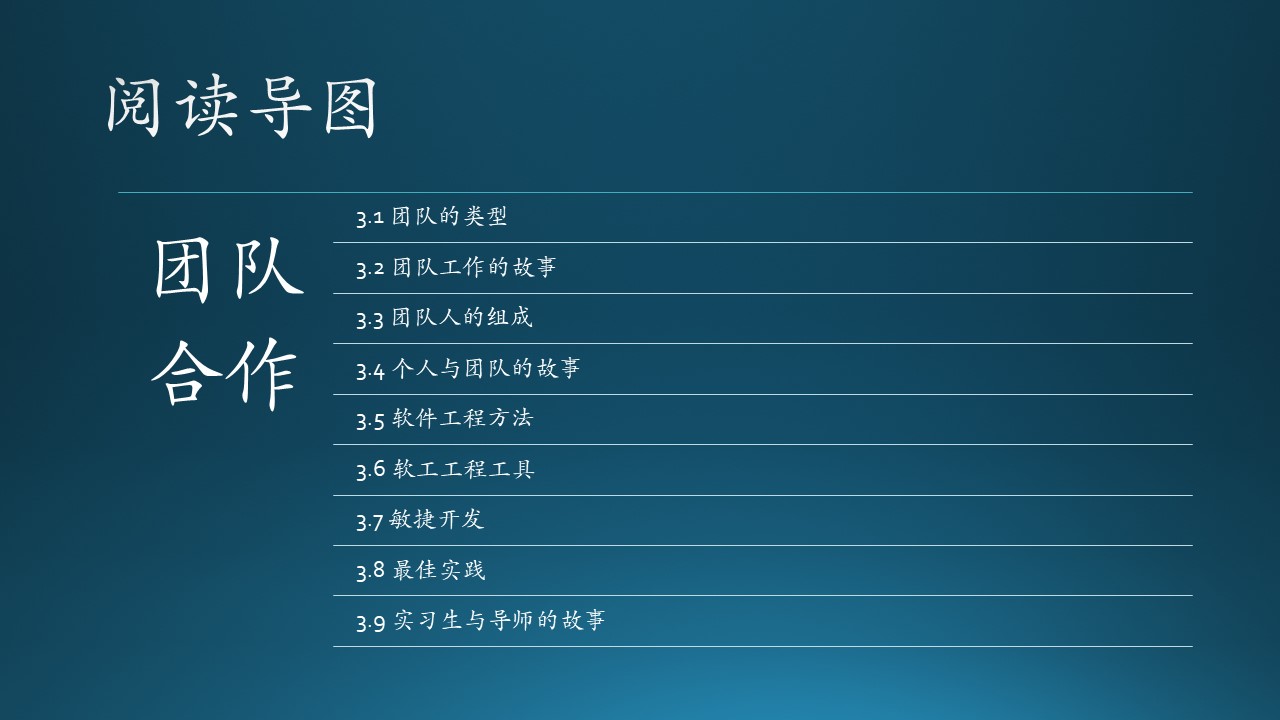 阅读导图
团队
合作
3.1 团队的类型
3.2 团队工作的故事
3.3 团队人的组成
3.4 个人与团队的故事
3.5 软件工程方法
3.6 软工工程工具
3.7 敏捷开发
3.8 最佳实践
3.9 实习生与导师的故事